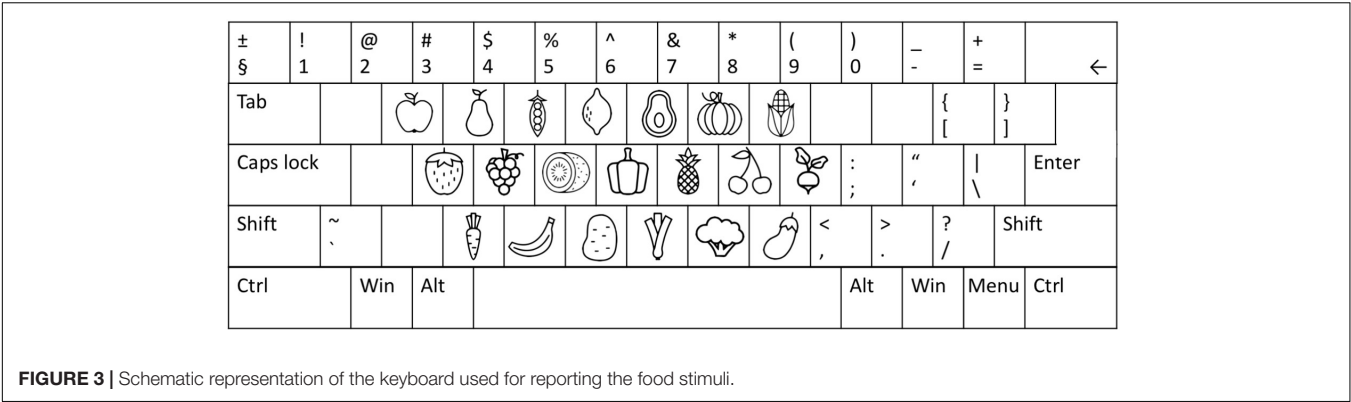 ± ! @ # $ % ^ & * ( ) _ +
§ 1 2 3 4 5 6 7 8 9 0 - = ←
Tab { }
[ ]
Caps lock : “ | Enter
; ‘ \
Shift ~ < > ? Shift
` , . /
Ctrl Win Alt Alt Win Menu Ctrl
FIGURE 3 | Schematic representation of the keyboard used for reporting the food stimuli.